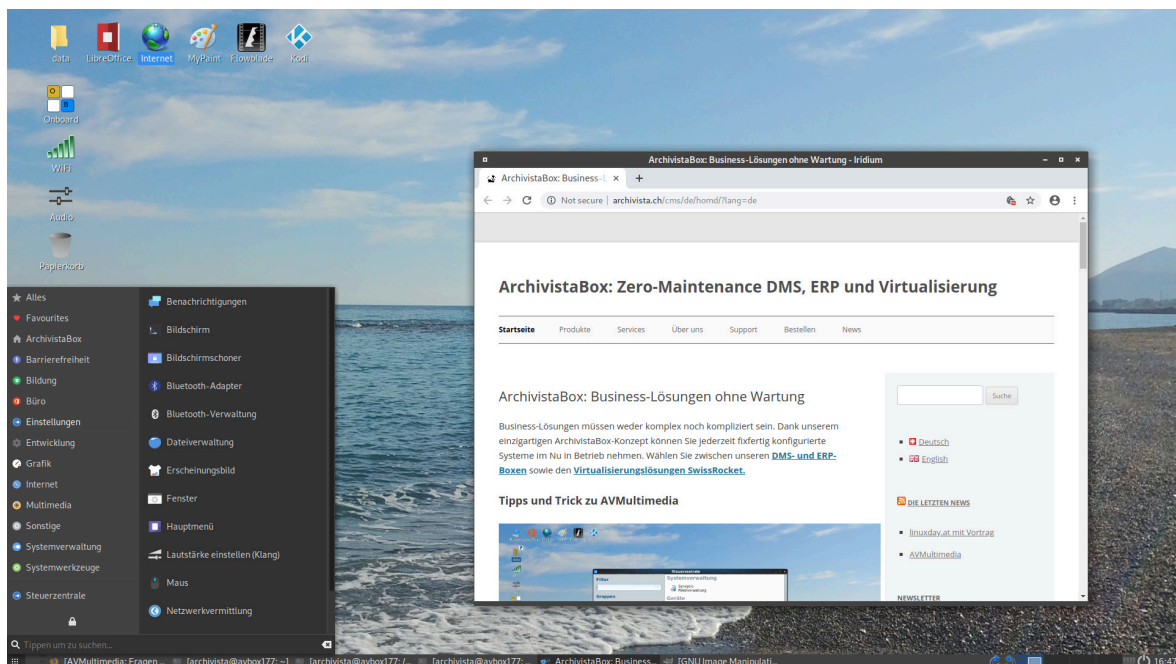 data
LibreOffice
Internet
MyPaint
Flowblade
Kodi
O
B
Onboard
WiFi
Audio
Papierkorb
ArchivistaBox: Business-Lösungen ohne Wartung - Iridium
ArchivistaBox: Business-L
Not secure | archivista.ch/cms/de/homd/?lang=de
ArchivistaBox: Zero-Maintenance DMS, ERP und Virtualisierung
Startseite Produkte Services Über uns Support Bestellen News
ArchivistaBox: Business-Lösungen ohne Wartung
Business-Lösungen müssen weder komplex noch kompliziert sein. Dank unserem
einzigartigen ArchivistaBox-Konzept können Sie jederzeit fixfertig konfigurierte
Systeme im Nu in Betrieb nehmen. Wählen Sie zwischen unseren DMS- und ERP-
Boxen sowie den Virtualisierungslösungen SwissRocket.
Tipps und Trick zu AVMultimedia
Steuerzentrale
Filter
Systemverwaltung
Gruppen
Geräte
Suche
Deutsch
English
DIE LETZTEN NEWS
linuxday.at mit Vortrag
AVMultimedia
NEWSLETTER
Alles
Favourites
ArchivistaBox
Barrierefreiheit
Bildung
Büro
Einstellungen
Entwicklung
Grafik
Internet
Multimedia
Sonstige
Systemverwaltung
Systemwerkzeuge
Steuerzentrale
Benachrichtigungen
Bildschirm
Bildschirmschoner
Bluetooth-Adapter
Bluetooth-Verwaltung
Dateiverwaltung
Erscheinungsbild
Fenster
Hauptmenü
Lautstärke einstellen (Klang)
Maus
Netzwerkvermittlung
Tippen um zu suchen...
[AVMultimedia: Fragen ...
[archivista@avbox177: ~]
[archivista@avbox177: /...
[archivista@avbox177: ...
ArchivistaBox: Business...
[GNU Image Manipulati...